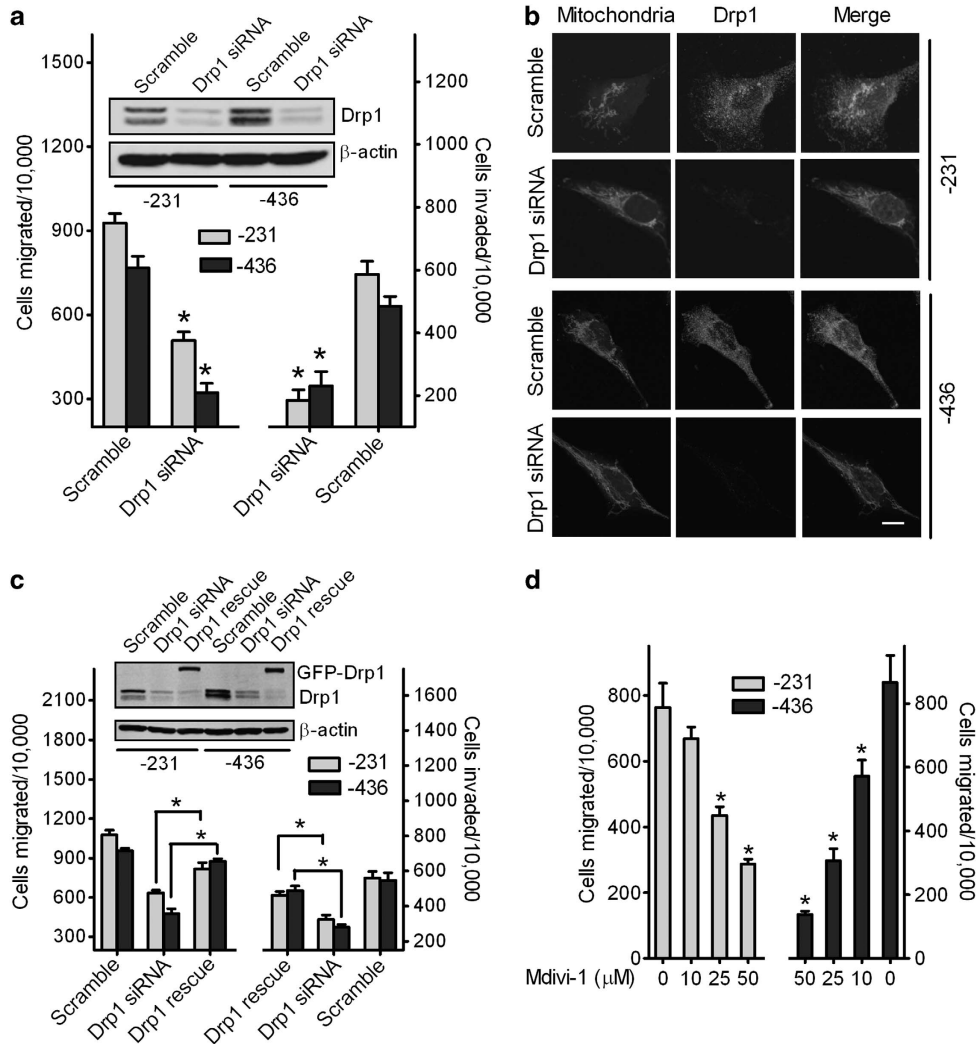 a
Scramble
Drp1 siRNA
Scramble
Drp1 siRNA
Drp1
β-actin
-231
-436
-231
-436
Cells migrated/10,000
1500
1200
900
600
300
Cells invaded/10,000
1200
1000
800
600
400
200
*
*
*
*
Scramble
Drp1 siRNA
Drp1 siRNA
Scramble
b
Mitochondria
Drp1
Merge
Scramble
Drp1 siRNA
-231
Scramble
Drp1 siRNA
-436
c
Scramble
Drp1 siRNA
Drp1 rescue
Scramble
Drp1 siRNA
Drp1 rescue
GFP-Drp1
Drp1
β-actin
-231
-436
-231
-436
Cells migrated/10,000
2100
1800
1500
1200
900
600
300
Cells invaded/10,000
1600
1400
1200
1000
800
600
400
200
*
*
*
*
Scramble
Drp1 siRNA
Drp1 rescue
Drp1 rescue
Drp1 siRNA
Scramble
d
-231
-436
Cells migrated/10,000
800
600
400
200
0
Cells migrated/10,000
800
600
400
200
0
*
*
*
*
*
Mdivi-1 (μM)
0 10 25 50
50 25 10 0